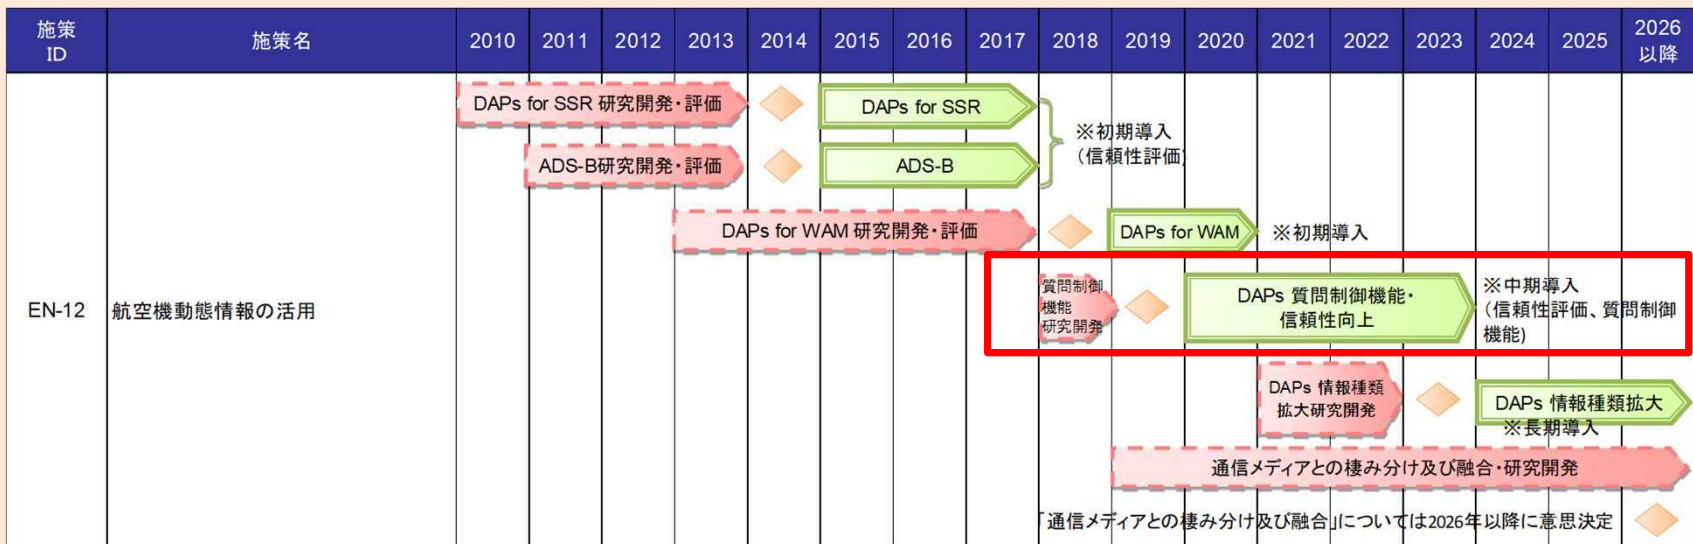 施策
ID
施策名
2010
2011
2012
2013
2014
2015
2016
2017
2018
2019
2020
2021
2022
2023
2024
2025
2026
以降
EN-12
航空機動態情報の活用
DAPs for SSR 研究開発・評価
DAPs for SSR
※初期導入
(信頼性評価)
ADS-B研究開発・評価
ADS-B
DAPs for WAM 研究開発・評価
DAPs for WAM
※初期導入
質問制御
機能
研究開発
DAPs 質問制御機能・
信頼性向上
※中期導入
(信頼性評価、質問制御
機能)
DAPs 情報種類
拡大研究開発
DAPs 情報種類拡大
※長期導入
通信メディアとの棲み分け及び融合・研究開発
「通信メディアとの棲み分け及び融合」については2026年以降に意思決定